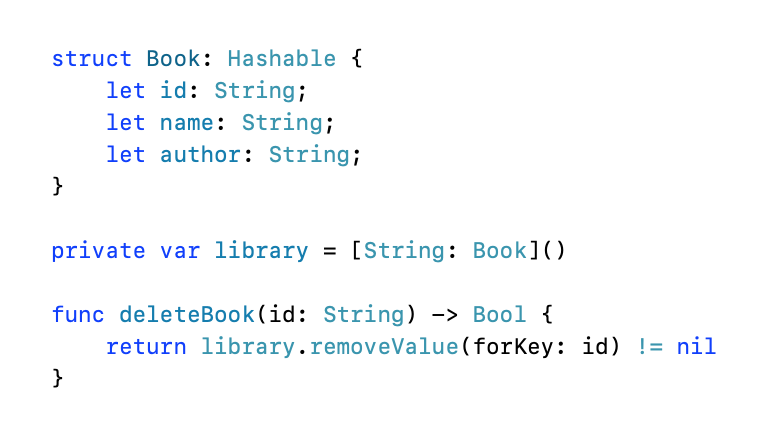 struct Book: Hashable {
    let id: String;
    let name: String;
    let author: String;
}

private var library = [String: Book]()

func deleteBook(id: String) -> Bool {
    return library.removeValue(forKey: id) != nil
}